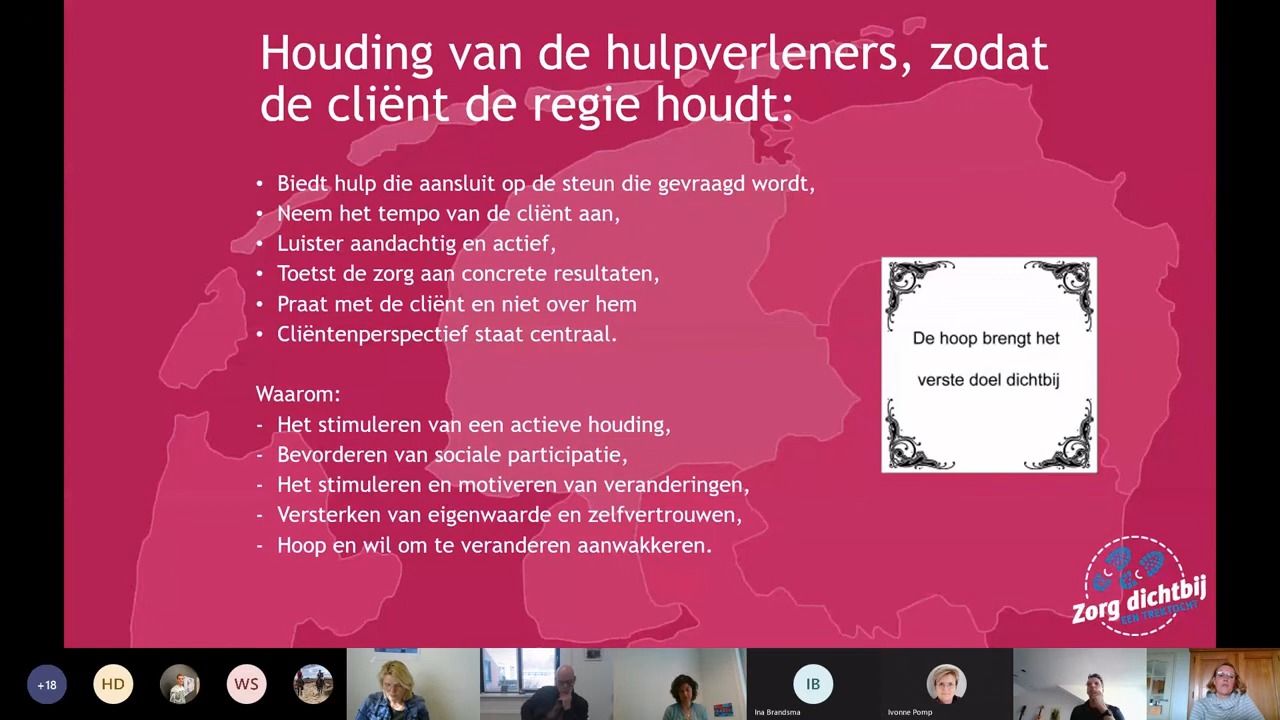 Houding van de hulpverleners, zodat
de cliënt de regie houdt:
• Biedt hulp die aansluit op de steun die gevraagd wordt,
• Neem het tempo van de cliënt aan,
• Luister aandachtig en actief,
• Toetst de zorg aan concrete resultaten,
• Praat met de cliënt en niet over hem
• Cliëntenperspectief staat centraal.
Waarom:
- Het stimuleren van een actieve houding,
- Bevorderen van sociale participatie,
- Het stimuleren en motiveren van veranderingen,
- Versterken van eigenwaarde en zelfvertrouwen,
- Hoop en wil om te veranderen aanwakkeren.
De hoop brengt het
verste doel dichtbij
Zorg dichtbij
EEN TREKTOCHT
+18
HD
WS
IB
Ina Brandsma
Ivonne Pomp